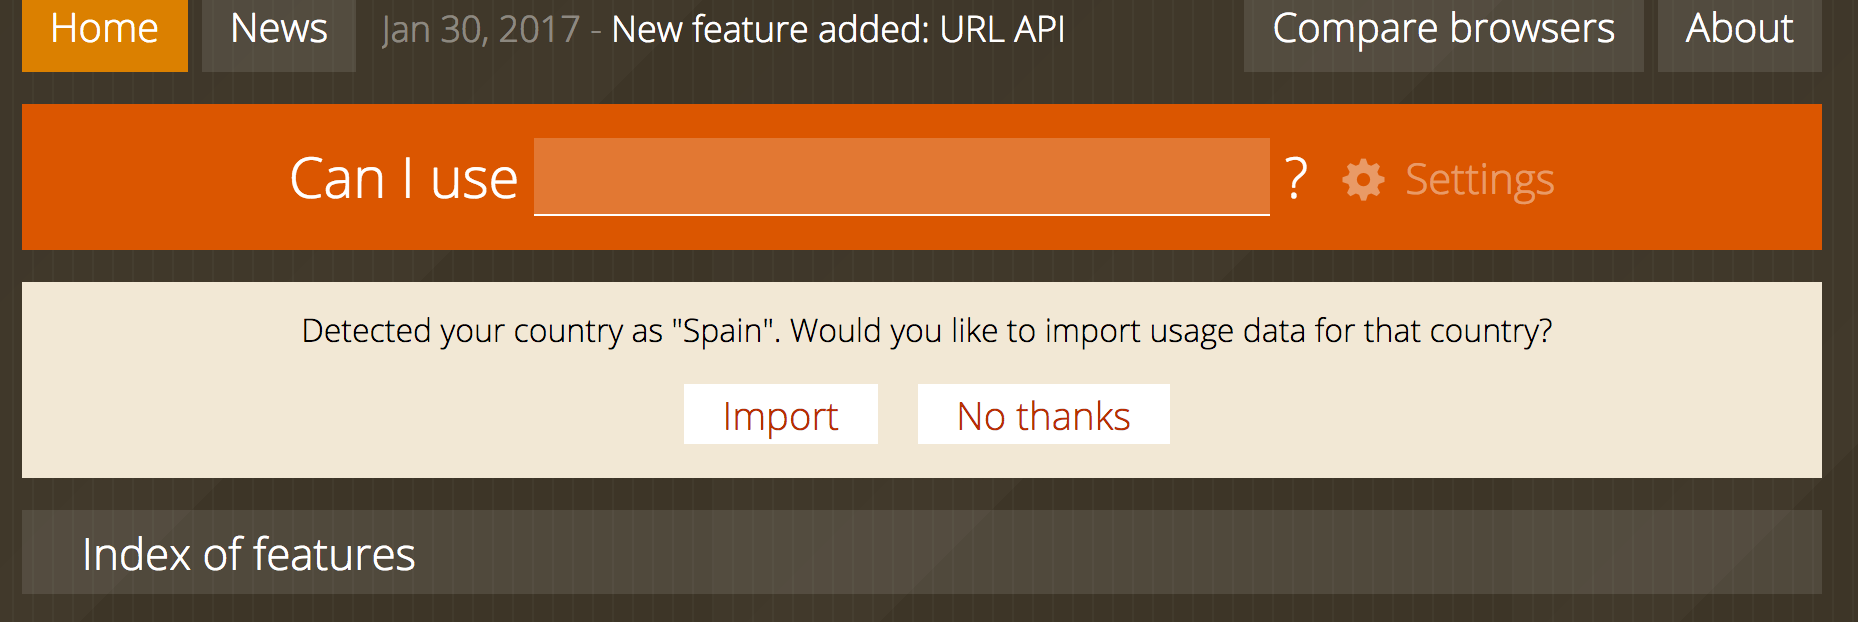 Home News Jan 30, 2017 - New feature added: URL API Compare browsers About
Can I use ? Settings
Detected your country as "Spain". Would you like to import usage data for that country?
Import No thanks
Index of features